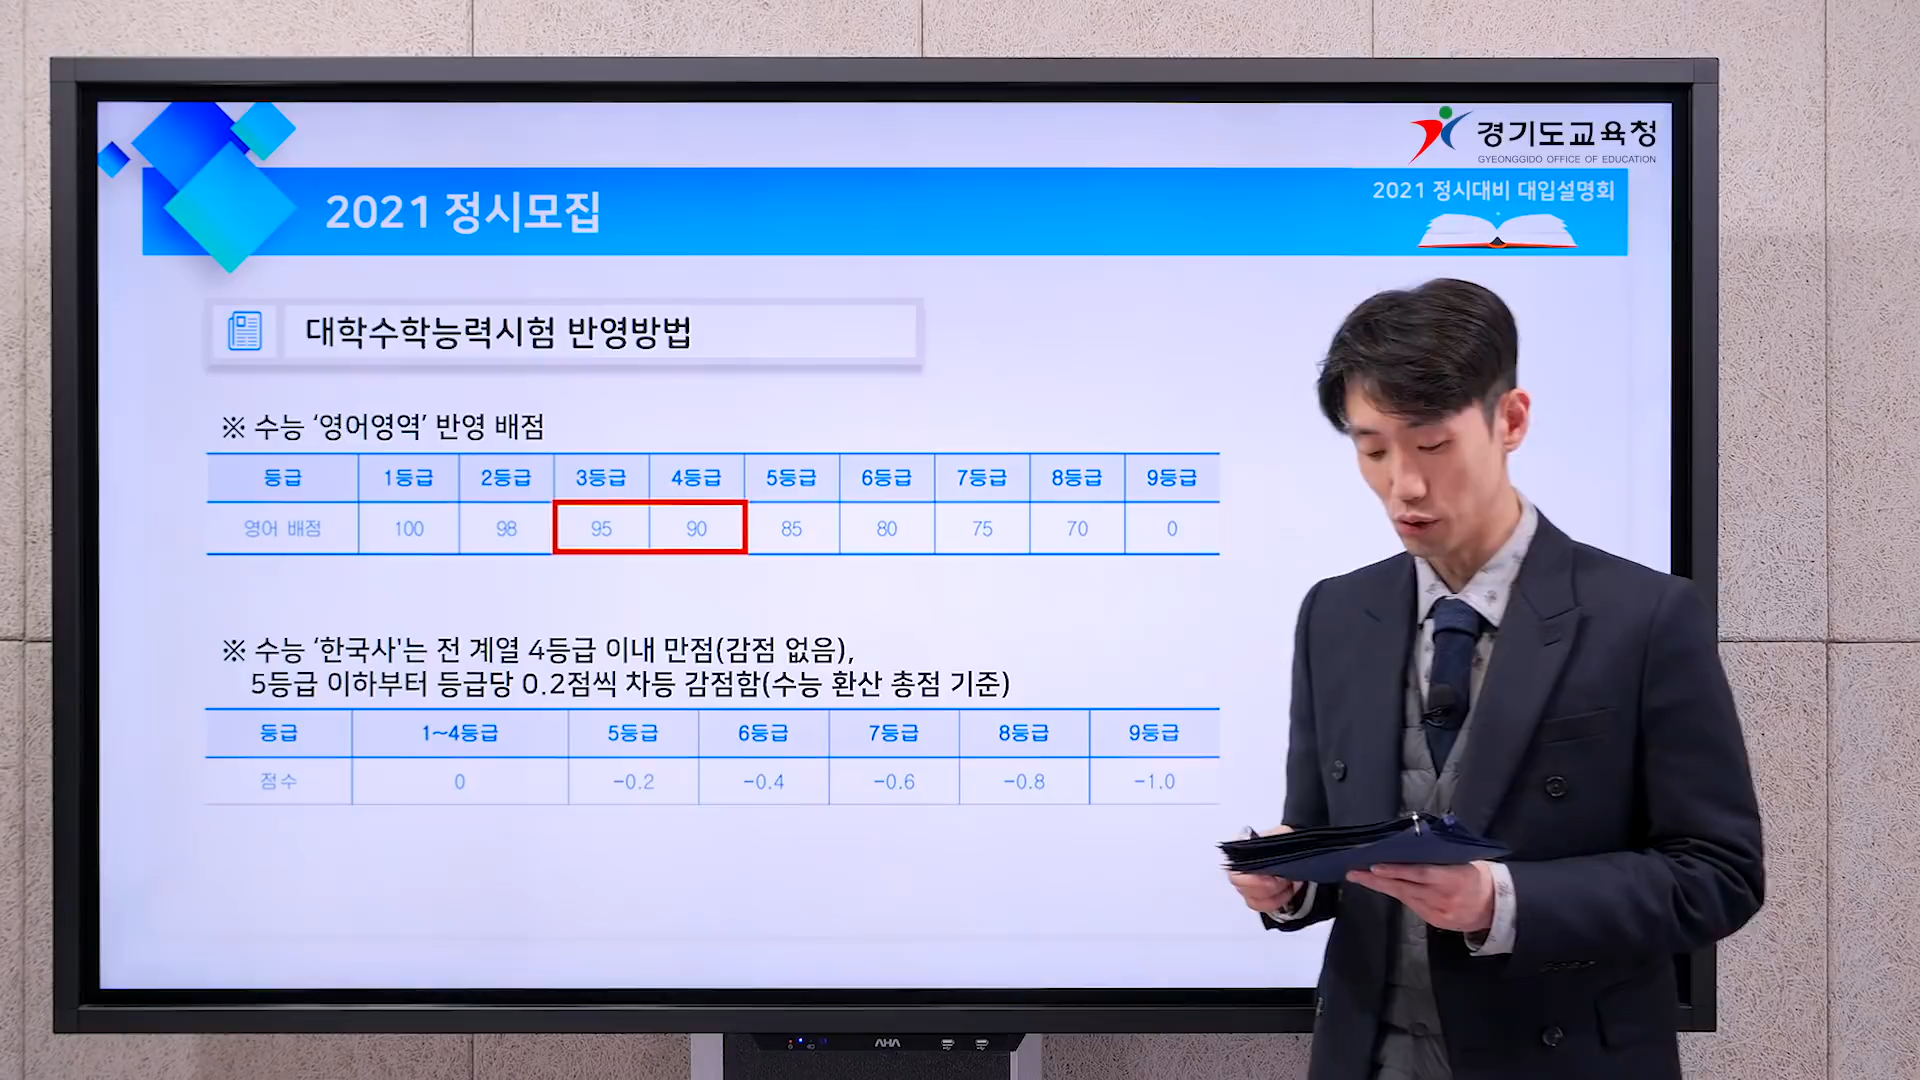 경기도교육청
GYEONGGIDO OFFICE OF EDUCATION
2021 정시모집
2021 정시대비 대입설명회
대학수학능력시험 반영방법
※ 수능 ‘영어영역’ 반영 배점
등급 1등급 2등급 3등급 4등급 5등급 6등급 7등급 8등급 9등급
영어 배점 100 98 95 90 85 80 75 70 0
※ 수능 ‘한국사'는 전 계열 4등급 이내 만점(감점 없음),
5등급 이하부터 등급당 0.2점씩 차등 감점함(수능 환산 총점 기준)
등급 1~4등급 5등급 6등급 7등급 8등급 9등급
점수 0 -0.2 -0.4 -0.6 -0.8 -1.0
AHA